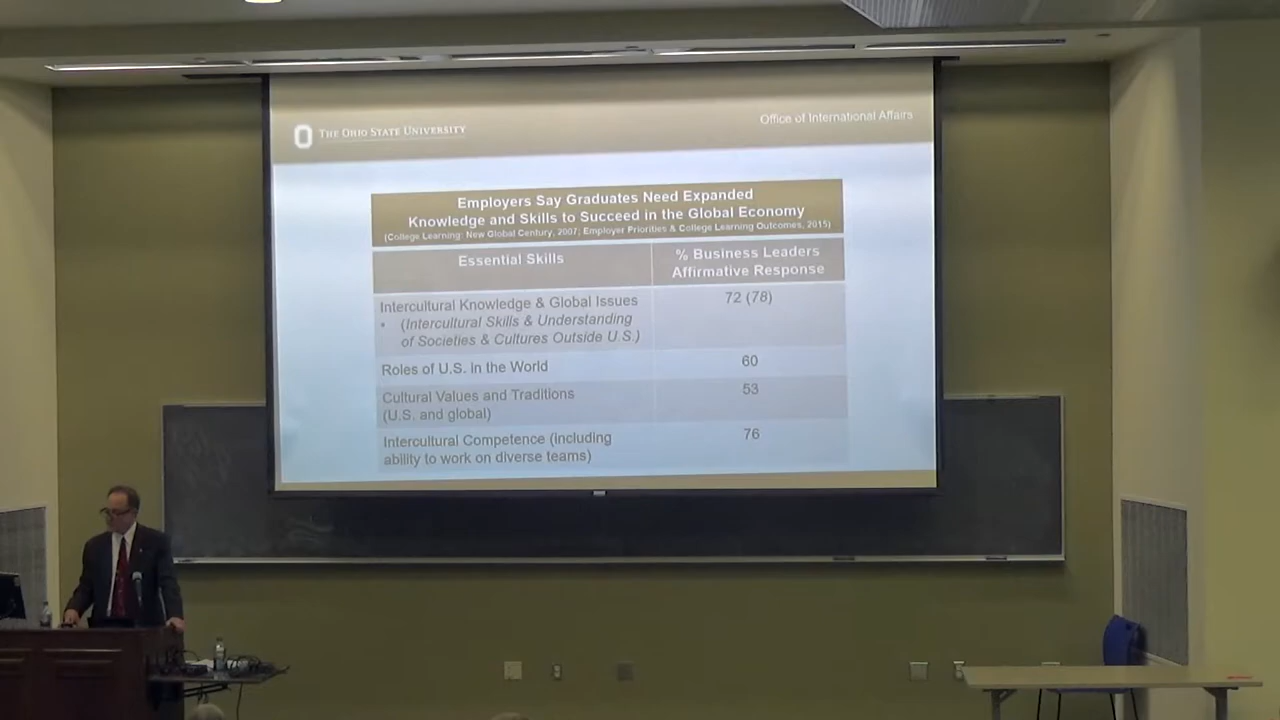 THE OHIO STATE UNIVERSITY
Office of International Affairs
Employers Say Graduates Need Expanded
Knowledge and Skills to Succeed in the Global Economy
(College Learning: New Global Century, 2007; Employer Priorities & College Learning Outcomes, 2015)
Essential Skills
% Business Leaders
Affirmative Response
Intercultural Knowledge & Global Issues
72 (78)
• (Intercultural Skills & Understanding
of Societies & Cultures Outside U.S.)
Roles of U.S. in the World
60
Cultural Values and Traditions
(U.S. and global)
53
Intercultural Competence (including
ability to work on diverse teams)
76